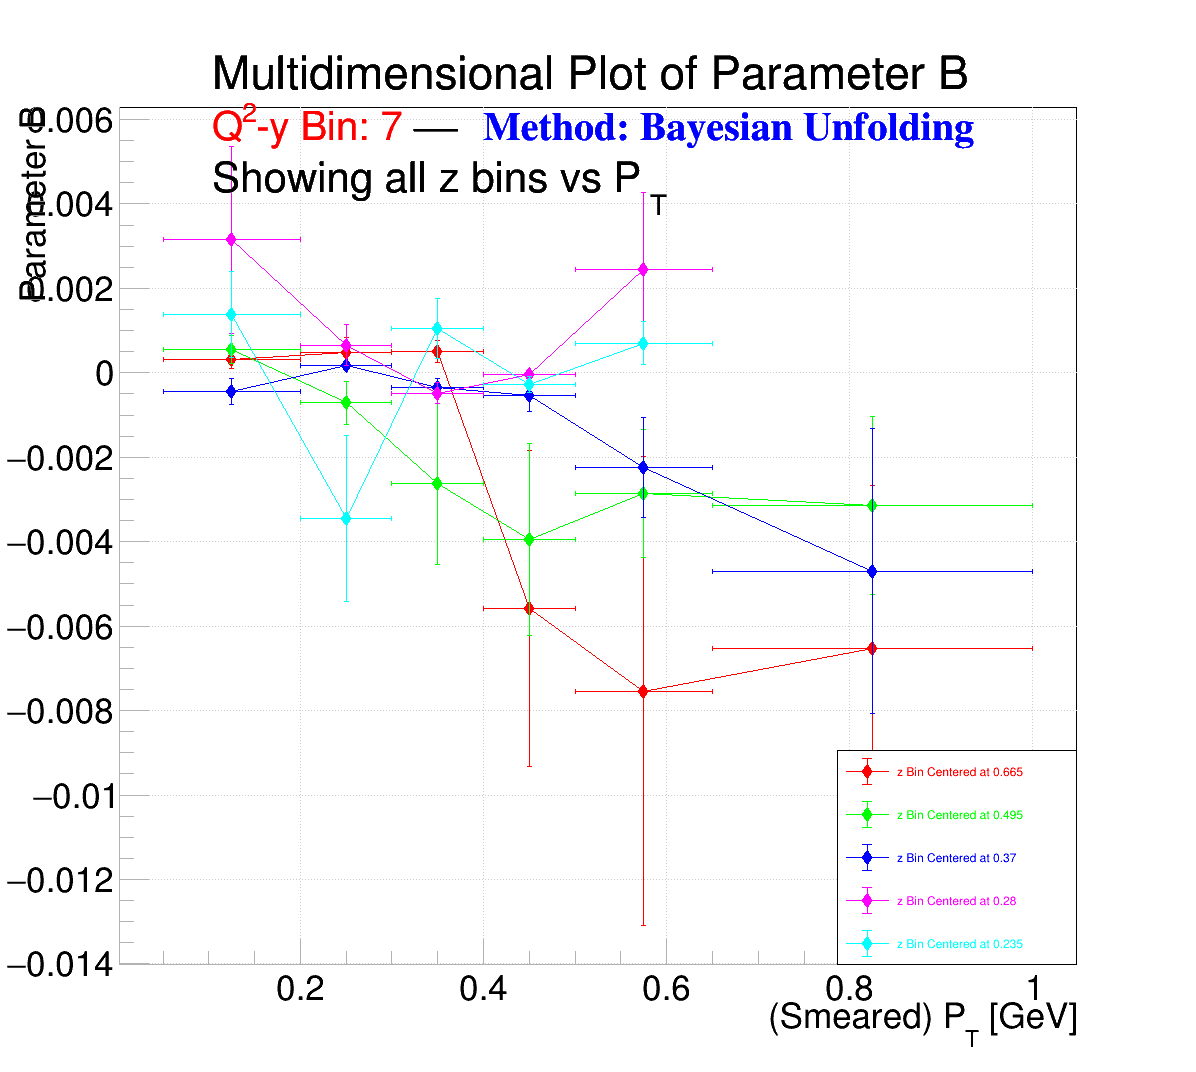 Multidimensional Plot of Parameter B
Q2-y Bin: 7 — Method: Bayesian Unfolding
Showing all z bins vs PT
Parameter B
0.006
0.004
0.002
0
−0.002
−0.004
−0.006
−0.008
−0.01
−0.012
−0.014
z Bin Centered at 0.665
z Bin Centered at 0.495
z Bin Centered at 0.37
z Bin Centered at 0.28
z Bin Centered at 0.235
0.2 0.4 0.6 0.8 1
(Smeared) PT [GeV]